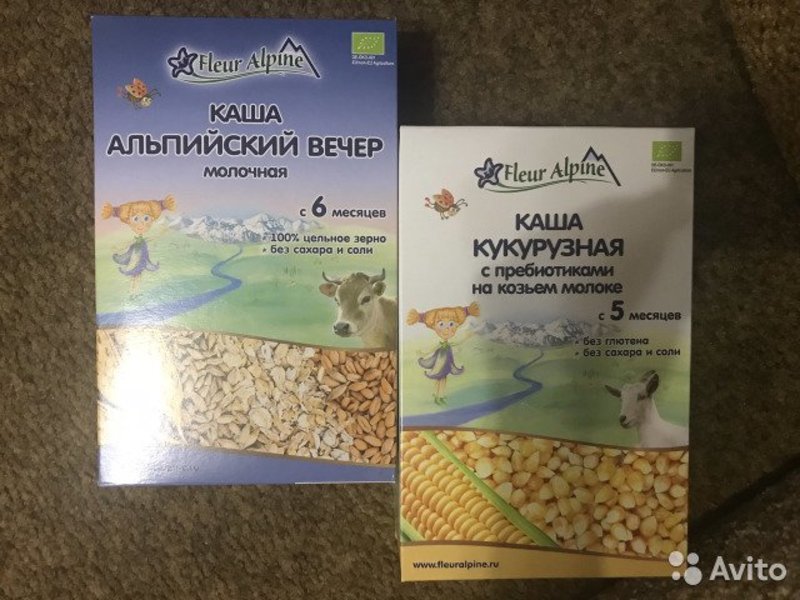 Fleur Alpine
КАША
АЛЬПИЙСКИЙ ВЕЧЕР
МОЛОЧНАЯ
с 6 месяцев
100% цельное зерно
без сахара и соли
Fleur Alpine
КАША
КУКУРУЗНАЯ
с пребиотиками
на козьем молоке
с 5 месяцев
без глютена
без сахара и соли
www.fleuralpine.ru
Avito